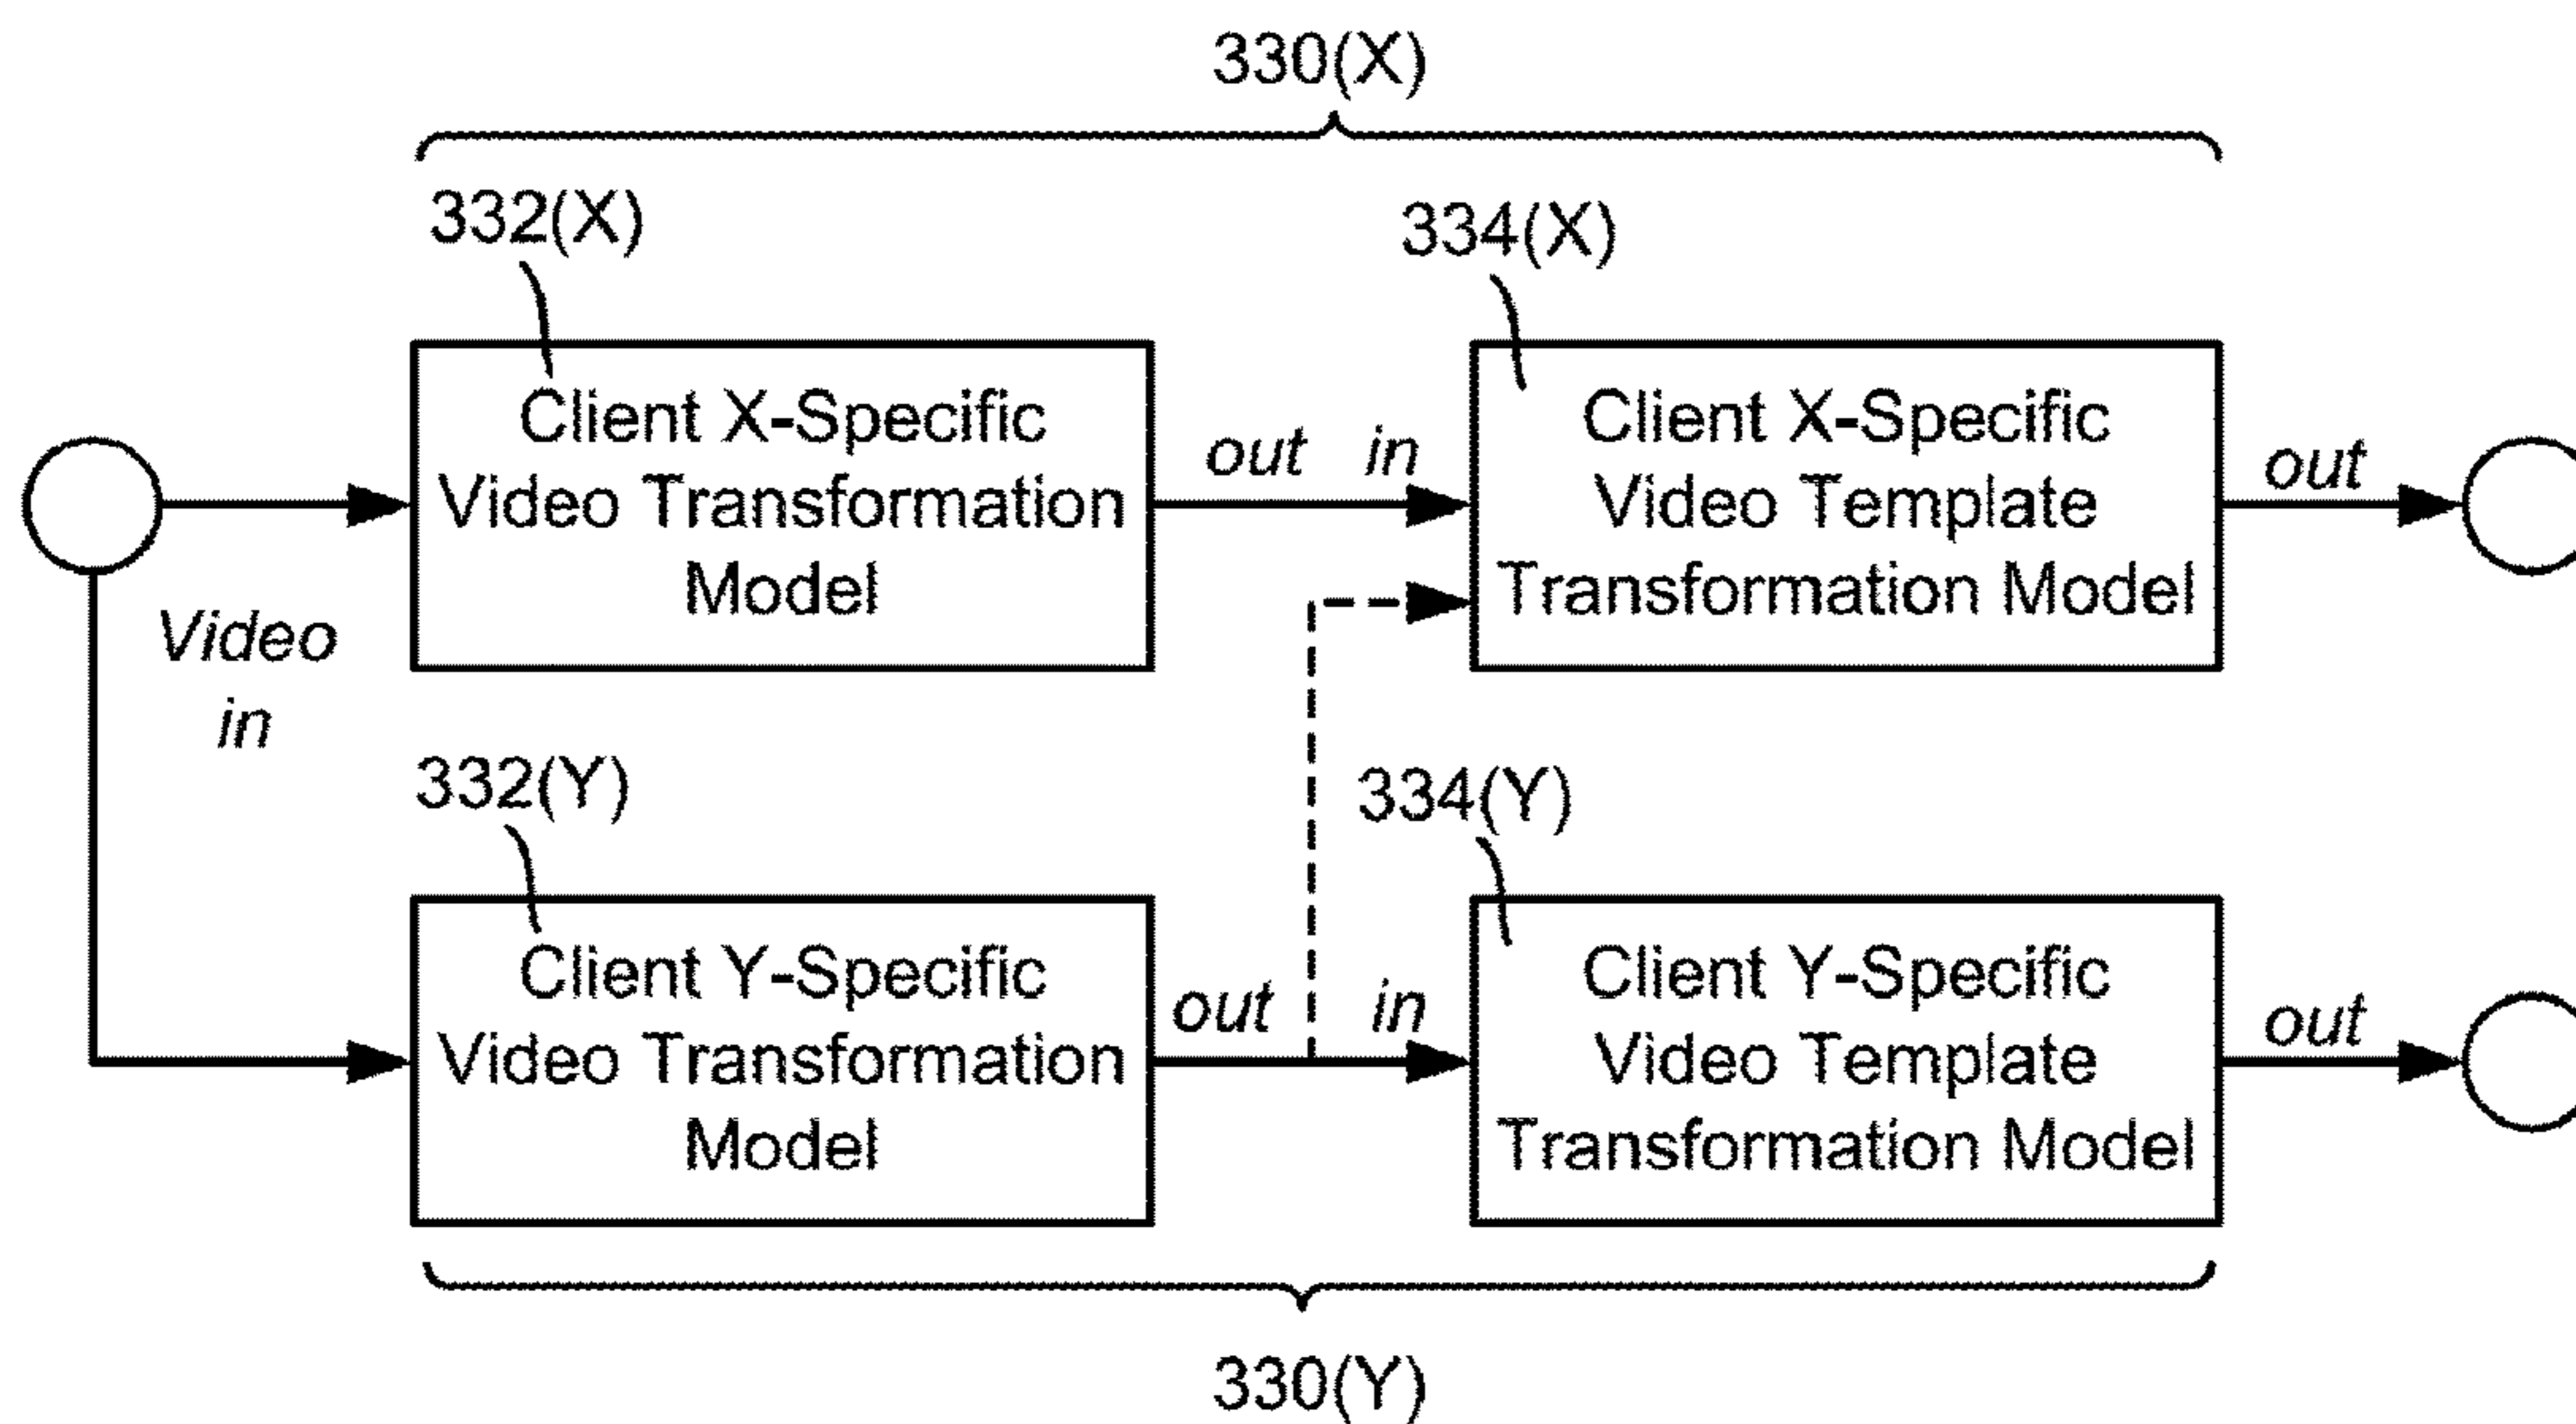 330(X)
332(X)
334(X)
Client X-Specific
Video Transformation
Model
out in
Client X-Specific
Video Template
Transformation Model
out
Video
in
332(Y)
334(Y)
Client Y-Specific
Video Transformation
Model
out in
Client Y-Specific
Video Template
Transformation Model
out
330(Y)